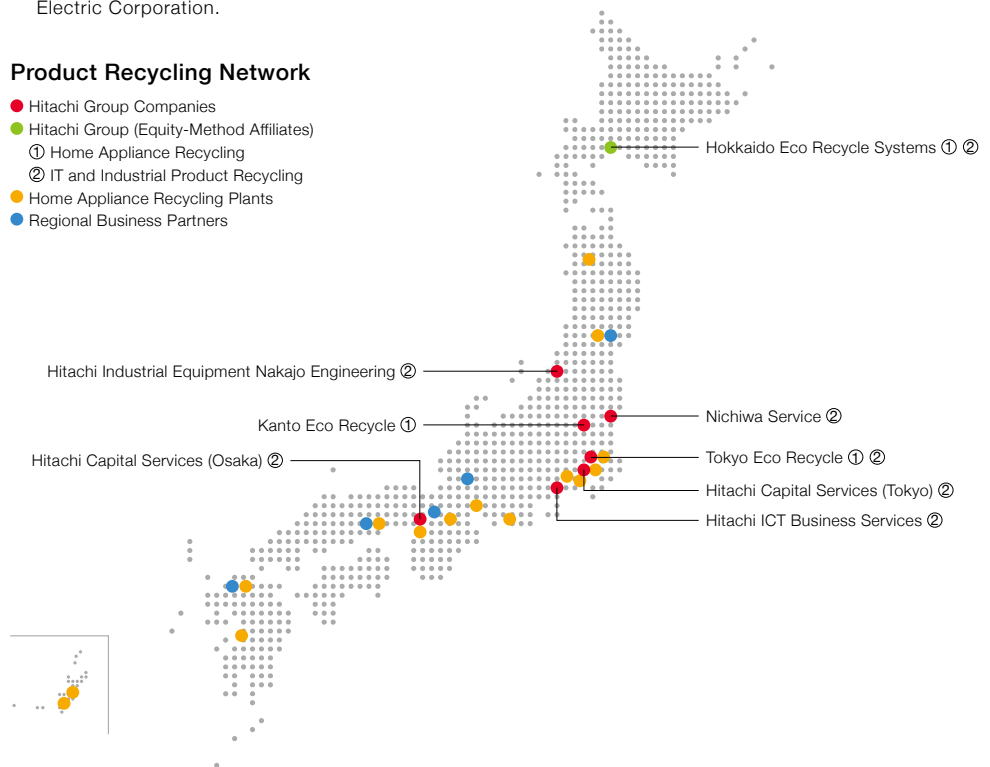 Electric Corporation.
Product Recycling Network
Hitachi Group Companies
Hitachi Group (Equity-Method Affiliates)
① Home Appliance Recycling
② IT and Industrial Product Recycling
Home Appliance Recycling Plants
Regional Business Partners
Hokkaido Eco Recycle Systems ① ②
Hitachi Industrial Equipment Nakajo Engineering ②
Nichiwa Service ②
Kanto Eco Recycle ①
Tokyo Eco Recycle ① ②
Hitachi Capital Services (Osaka) ②
Hitachi Capital Services (Tokyo) ②
Hitachi ICT Business Services ②